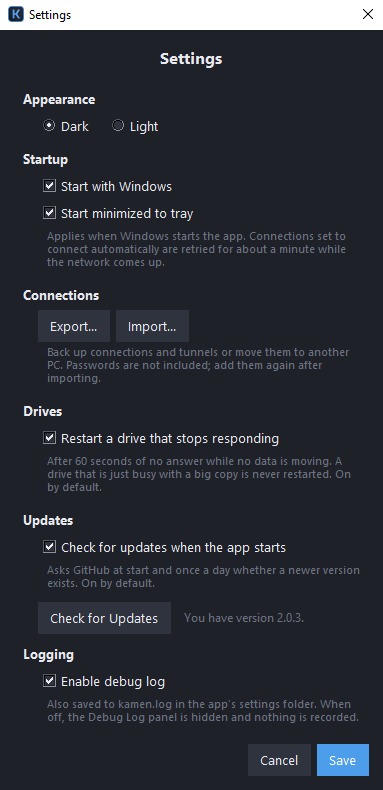 K Settings
Settings
Appearance
Dark Light
Startup
Start with Windows
Start minimized to tray
Applies when Windows starts the app. Connections set to
connect automatically are retried for about a minute while
the network comes up.
Connections
Export... Import...
Back up connections and tunnels or move them to another
PC. Passwords are not included; add them again after
importing.
Drives
Restart a drive that stops responding
After 60 seconds of no answer while no data is moving. A
drive that is just busy with a big copy is never restarted. On
by default.
Updates
Check for updates when the app starts
Asks GitHub at start and once a day whether a newer version
exists. On by default.
Check for Updates You have version 2.0.3.
Logging
Enable debug log
Also saved to kamen.log in the app's settings folder. When
off, the Debug Log panel is hidden and nothing is recorded.
Cancel Save